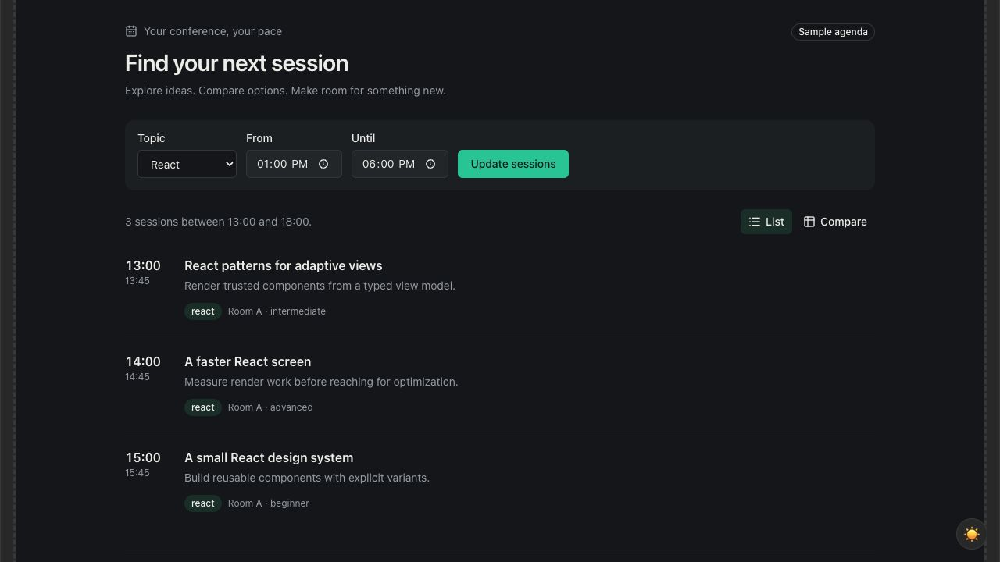 Your conference, your pace
Sample agenda
Find your next session
Explore ideas. Compare options. Make room for something new.
Topic
From
Until
React
01:00 PM
06:00 PM
Update sessions
3 sessions between 13:00 and 18:00.
List
Compare
13:00
13:45
React patterns for adaptive views
Render trusted components from a typed view model.
react
Room A · intermediate
14:00
14:45
A faster React screen
Measure render work before reaching for optimization.
react
Room A · advanced
15:00
15:45
A small React design system
Build reusable components with explicit variants.
react
Room A · beginner